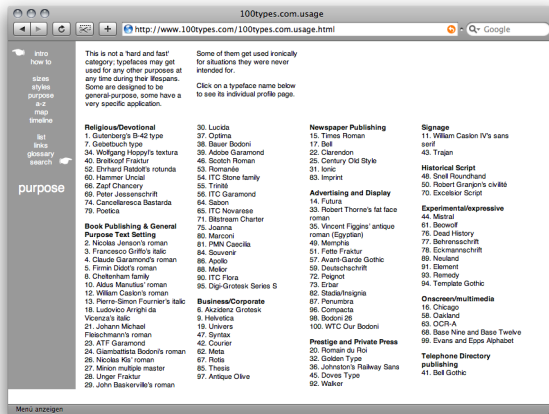 100types.com.usage
http://www.100types.com/100types.com.usage.html
Google
intro
how to
sizes
styles
purpose
a-z
map
timeline
list
links
glossary
search
purpose
This is not a 'hard and fast'
category; typefaces may get
used for any other purposes at
any time during their lifespans.
Some are designed to be
general-purpose, some have a
very specific application.
Some of them get used ironically
for situations they were never
intended for.
Click on a typeface name below
to see its individual profile page.
Religious/Devotional
1. Gutenberg's B-42 type
7. Gebetbuch type
34. Wolfgang Hoppyl's textura
40. Breitkopf Fraktur
52. Ehrhard Ratdolt's rotunda
60. Hammer Uncial
66. Zapf Chancery
69. Peter Jessenschrift
74. Cancellaresca Bastarda
79. Poetica
Book Publishing & General
Purpose Text Setting
2. Nicolas Jenson's roman
3. Francesco Griffo's italic
4. Claude Garamond's roman
5. Firmin Didot's roman
8. Cheltenham family
10. Aldus Manutius' roman
12. William Caslon's roman
13. Pierre-Simon Fournier's italic
18. Ludovico Arrighi da
Vicenza's italic
21. Johann Michael
Fleischmann's roman
23. ATF Garamond
24. Giambattista Bodoni's roman
26. Nicolas Kis' roman
27. Minion multiple master
28. Unger Fraktur
29. John Baskerville's roman
30. Lucida
37. Optima
38. Bauer Bodoni
39. Adobe Garamond
46. Scotch Roman
53. Romanée
54. ITC Stone family
55. Trinité
56. ITC Garamond
64. Sabon
65. ITC Novarese
71. Bitstream Charter
75. Joanna
80. Marconi
81. PMN Caecilia
84. Souvenir
86. Apollo
88. Melior
90. ITC Flora
95. Digi-Grotesk Series S
Business/Corporate
6. Akzidenz Grotesk
9. Helvetica
19. Univers
47. Syntax
42. Courier
62. Meta
67. Rotis
85. Thesis
97. Antique Olive
Newspaper Publishing
15. Times Roman
17. Bell
22. Clarendon
25. Century Old Style
31. Ionic
83. Imprint
Advertising and Display
14. Futura
33. Robert Thorne's fat face
roman
35. Vincent Figgins' antique
roman (Egyptian)
49. Memphis
51. Fette Fraktur
57. Avant-Garde Gothic
59. Deutschschrift
72. Peignot
73. Erbar
82. Stadia/Insignia
87. Penumbra
96. Compacta
98. Bodoni 26
100. WTC Our Bodoni
Prestige and Private Press
20. Romain du Roi
32. Golden Type
36. Johnston's Railway Sans
45. Doves Type
92. Walker
Signage
11. William Caslon IV's sans
serif
43. Trajan
Historical Script
48. Snell Roundhand
50. Robert Granjon's civilité
70. Excelsior Script
Experimental/expressive
44. Mistral
61. Beowolf
76. Dead History
77. Behrensschrift
78. Eckmannschrift
89. Neuland
91. Element
93. Remedy
94. Template Gothic
Onscreen/multimedia
16. Chicago
58. Oakland
63. OCR-A
68. Base Nine and Base Twelve
99. Evans and Epps Alphabet
Telephone Directory
publishing
41. Bell Gothic
Menü anzeigen